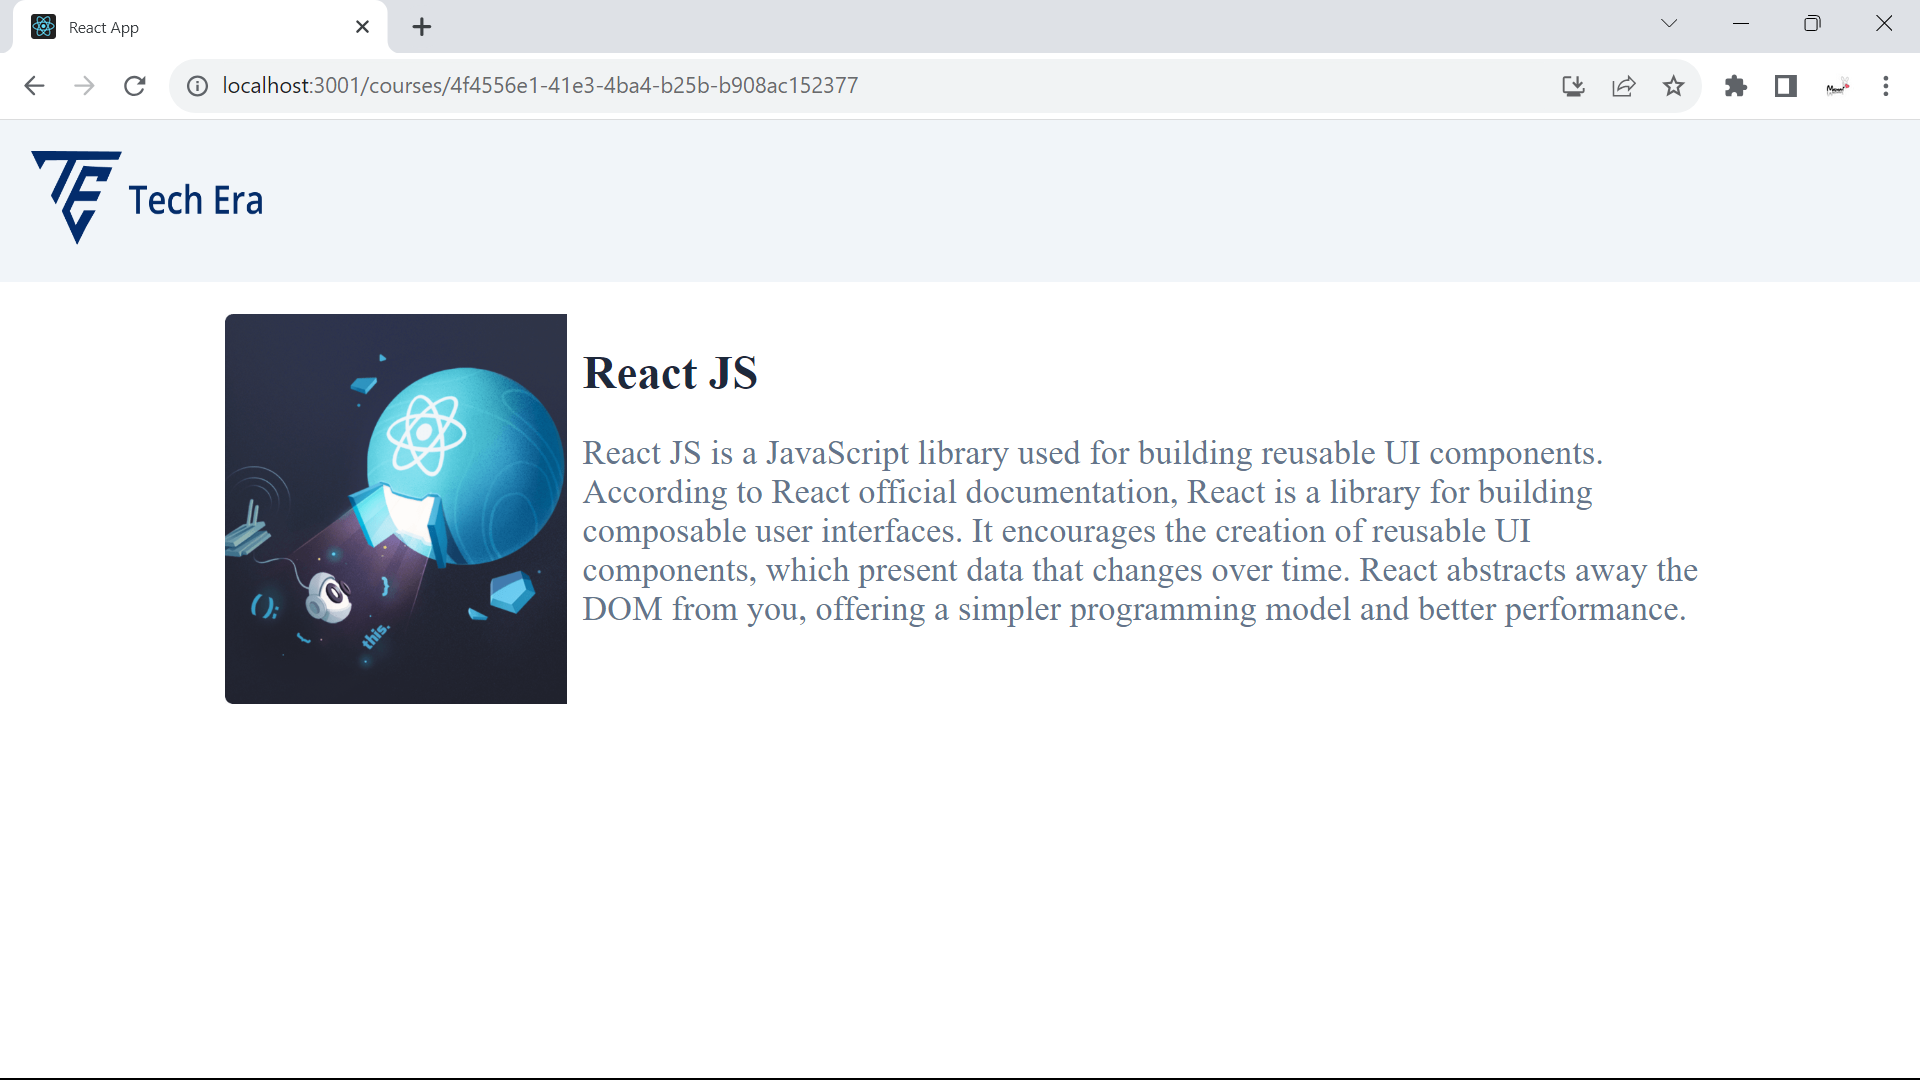 React App
localhost:3001/courses/4f4556e1-41e3-4ba4-b25b-b908ac152377
Tech Era
React JS
React JS is a JavaScript library used for building reusable UI components.
According to React official documentation, React is a library for building
composable user interfaces. It encourages the creation of reusable UI
components, which present data that changes over time. React abstracts away the
DOM from you, offering a simpler programming model and better performance.
();
}
{
this.